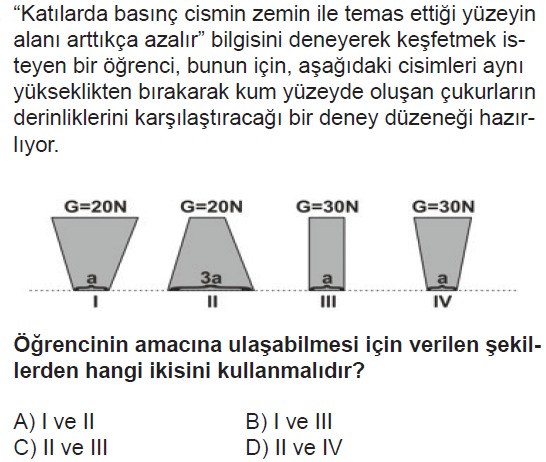 “Katılarda basınç cismin zemin ile temas ettiği yüzeyin
alanı arttıkça azalır” bilgisini deneyerek keşfetmek is-
teyen bir öğrenci, bunun için, aşağıdaki cisimleri aynı
yükseklikten bırakarak kum yüzeyde oluşan çukurların
derinliklerini karşılaştıracağı bir deney düzeneği hazır-
lıyor.
G=20N G=20N G=30N G=30N
a 3a a a
I II III IV
Öğrencinin amacına ulaşabilmesi için verilen şekil-
lerden hangi ikisini kullanmalıdır?
A) I ve II B) I ve III
C) II ve III D) II ve IV